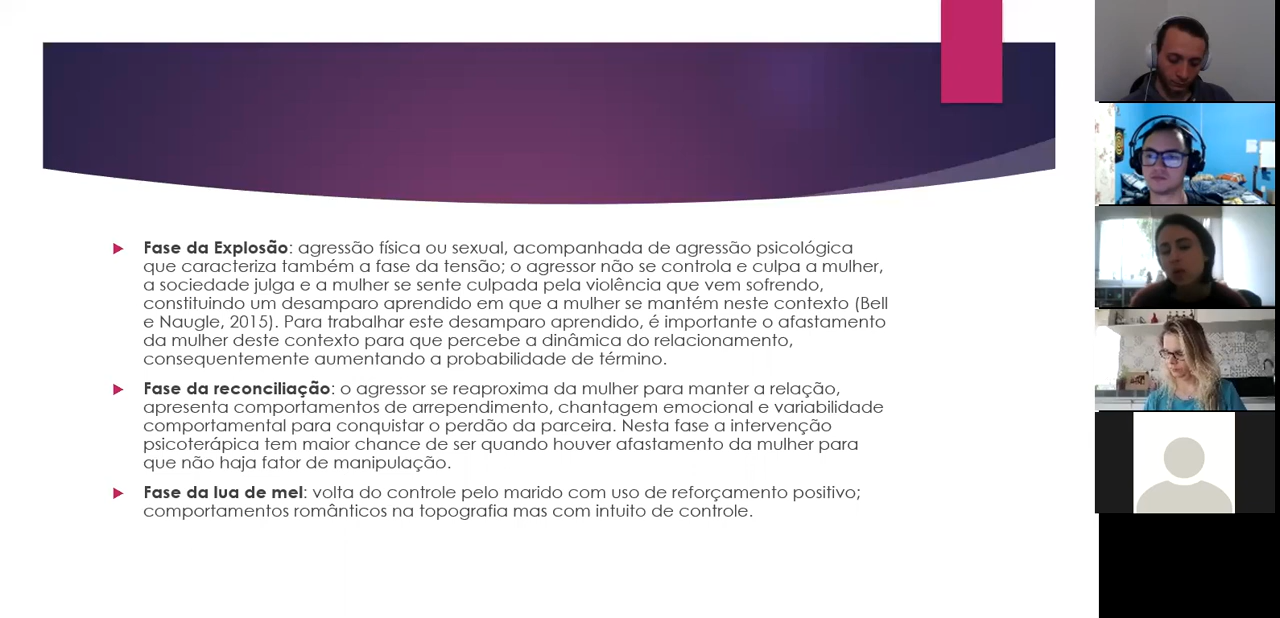 Fase da Explosão: agressão física ou sexual, acompanhada de agressão psicológica
que caracteriza também a fase da tensão; o agressor não se controla e culpa a mulher,
a sociedade julga e a mulher se sente culpada pela violência que vem sofrendo,
constituindo um desamparo aprendido em que a mulher se mantém neste contexto (Bell
e Naugle, 2015). Para trabalhar este desamparo aprendido, é importante o afastamento
da mulher deste contexto para que percebe a dinâmica do relacionamento,
consequentemente aumentando a probabilidade de término.
Fase da reconciliação: o agressor se reaproxima da mulher para manter a relação,
apresenta comportamentos de arrependimento, chantagem emocional e variabilidade
comportamental para conquistar o perdão da parceira. Nesta fase a intervenção
psicoterápica tem maior chance de ser quando houver afastamento da mulher para
que não haja fator de manipulação.
Fase da lua de mel: volta do controle pelo marido com uso de reforçamento positivo;
comportamentos românticos na topografia mas com intuito de controle.